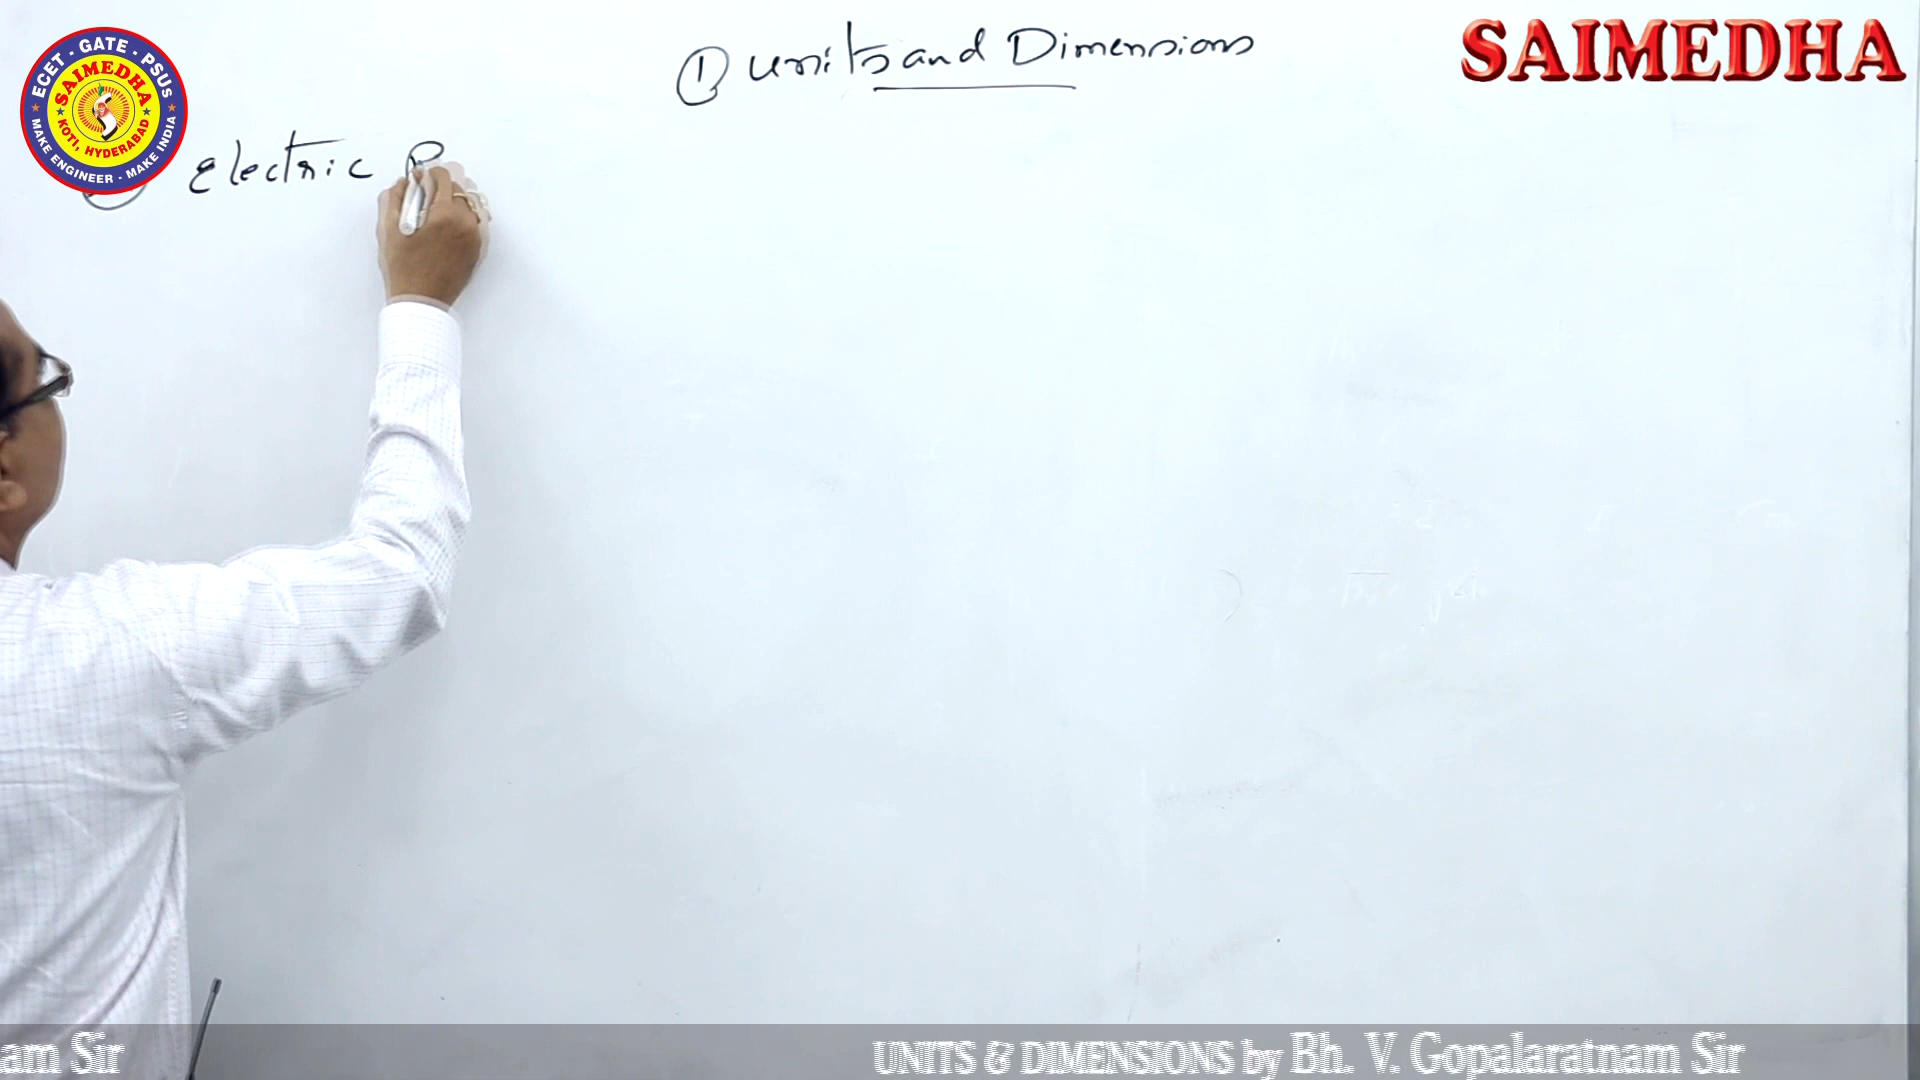 ① Units and Dimensions
SAIMEDHA
ECET - GATE - PSUS
SAIMEDHA
KOTI, HYDERABAD
MAKE ENGINEER - MAKE INDIA
Electric P
am Sir UNITS & DIMENSIONS by Bh. V. Gopalaratnam Sir